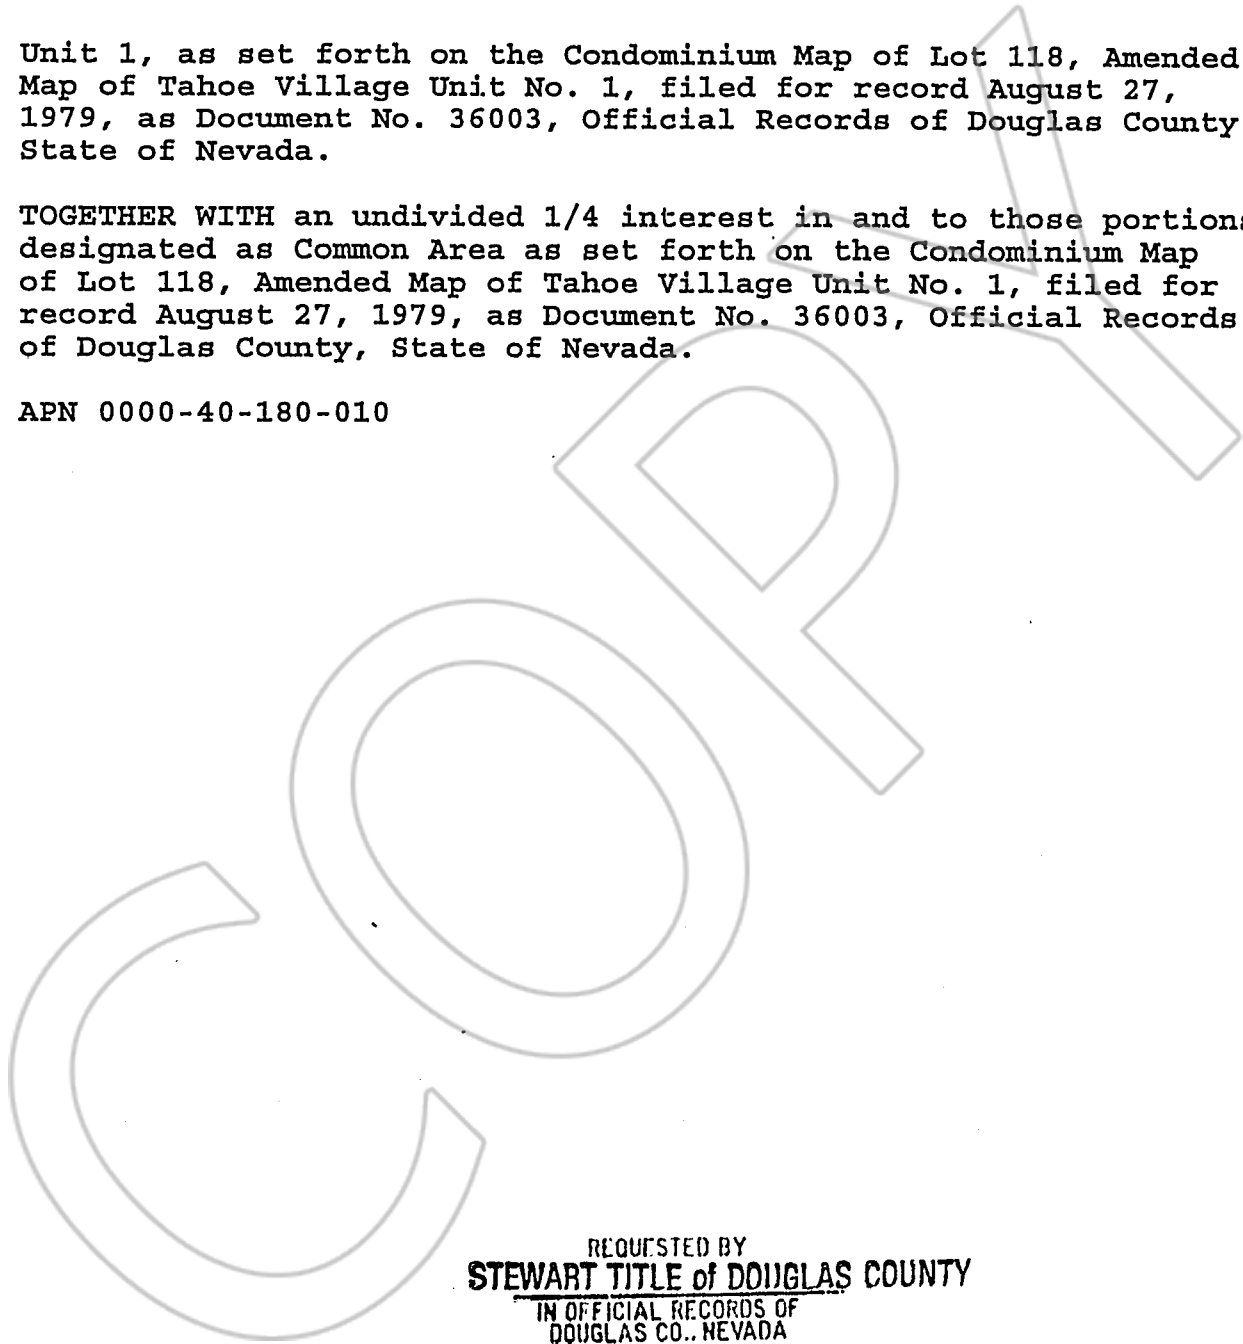 Unit 1, as set forth on the Condominium Map of Lot 118, Amended
Map of Tahoe Village Unit No. 1, filed for record August 27,
1979, as Document No. 36003, Official Records of Douglas County
State of Nevada.
TOGETHER WITH an undivided 1/4 interest in and to those portions
designated as Common Area as set forth on the Condominium Map
of Lot 118, Amended Map of Tahoe Village Unit No. 1, filed for
record August 27, 1979, as Document No. 36003, Official Records
of Douglas County, State of Nevada.
APN 0000-40-180-010
COPY
REQUESTED BY
STEWART TITLE of DOUGLAS COUNTY
IN OFFICIAL RECORDS OF
DOUGLAS CO., NEVADA